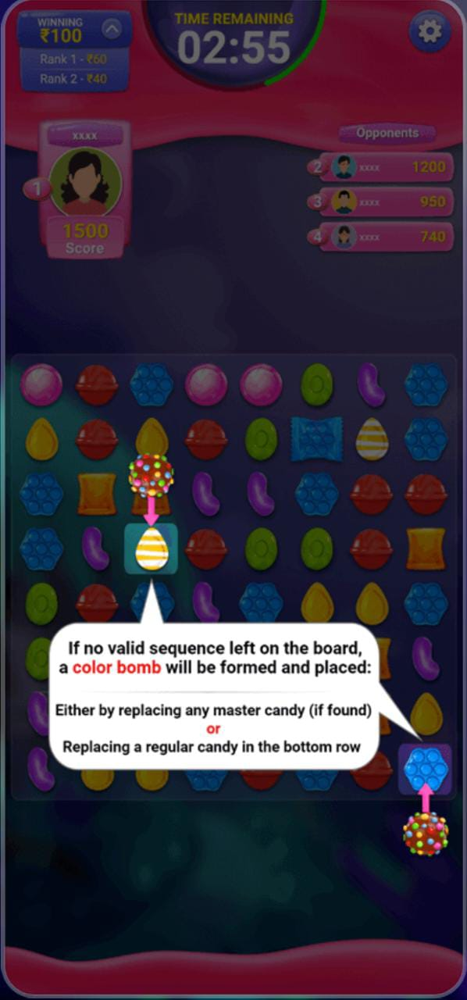 WINNING
₹100
Rank 1 - ₹60
Rank 2 - ₹40
TIME REMAINING
02:55
xxxx
1
1500
Score
Opponents
2 xxxx 1200
3 xxxx 950
4 xxxx 740
If no valid sequence left on the board,
a color bomb will be formed and placed:
Either by replacing any master candy (if found)
or
Replacing a regular candy in the bottom row